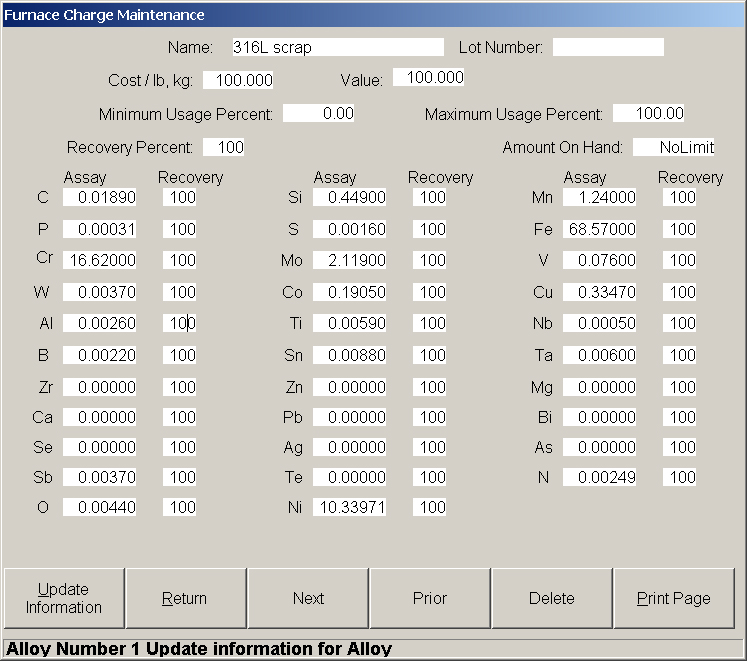 Furnace Charge Maintenance
Name: 316L scrap Lot Number:
Cost / lb, kg: 100.000 Value: 100.000
Minimum Usage Percent: 0.00 Maximum Usage Percent: 100.00
Recovery Percent: 100 Amount On Hand: NoLimit
Assay Recovery Assay Recovery Assay Recovery
C 0.01890 100 Si 0.44900 100 Mn 1.24000 100
P 0.00031 100 S 0.00160 100 Fe 68.57000 100
Cr 16.62000 100 Mo 2.11900 100 V 0.07600 100
W 0.00370 100 Co 0.19050 100 Cu 0.33470 100
Al 0.00260 100 Ti 0.00590 100 Nb 0.00050 100
B 0.00220 100 Sn 0.00880 100 Ta 0.00600 100
Zr 0.00000 100 Zn 0.00000 100 Mg 0.00000 100
Ca 0.00000 100 Pb 0.00000 100 Bi 0.00000 100
Se 0.00000 100 Ag 0.00000 100 As 0.00000 100
Sb 0.00370 100 Te 0.00000 100 N 0.00249 100
O 0.00440 100 Ni 10.33971 100
Update
Information
Return
Next
Prior
Delete
Print Page
Alloy Number 1 Update information for Alloy